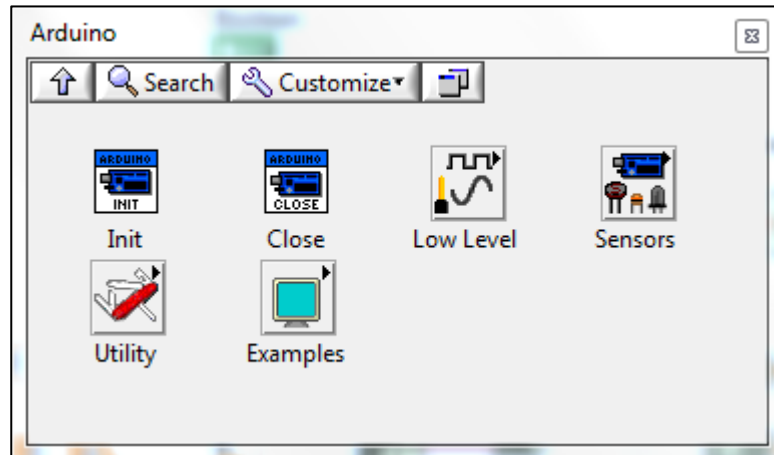 Arduino
Search Customize
ARDUINO ARDUINO
INIT CLOSE
Init Close Low Level Sensors
Utility Examples